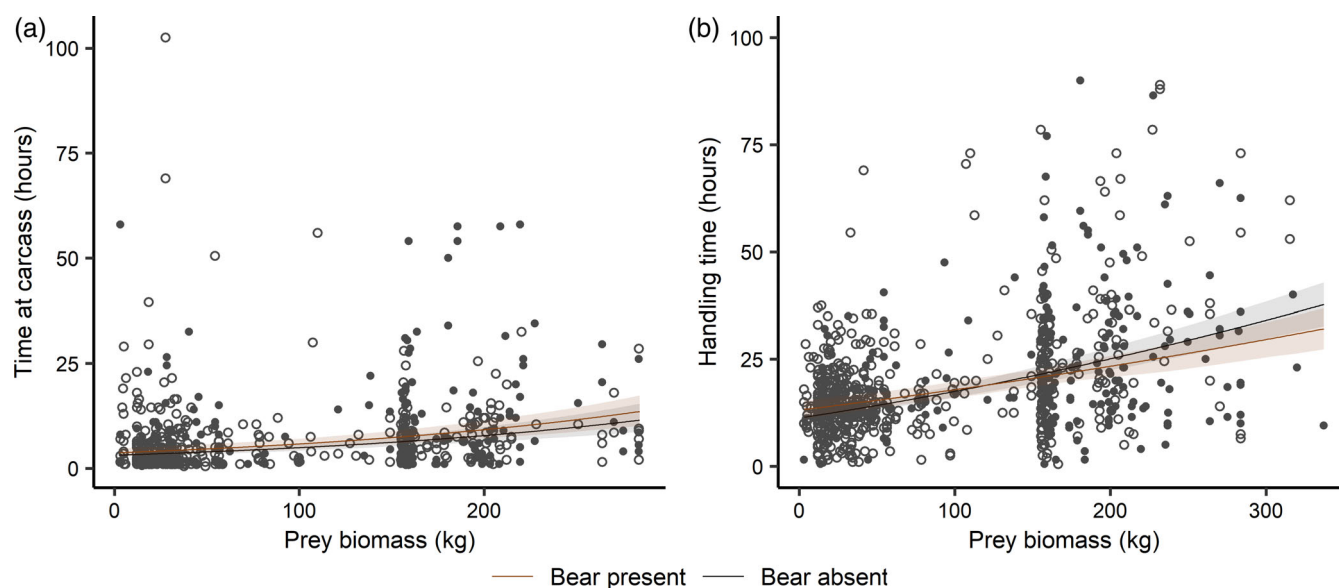 (a)
Time at carcass (hours)
100
75
50
25
0
0
100
200
Prey biomass (kg)
(b)
Handling time (hours)
100
75
50
25
0
0
100
200
300
Prey biomass (kg)
Bear present
Bear absent